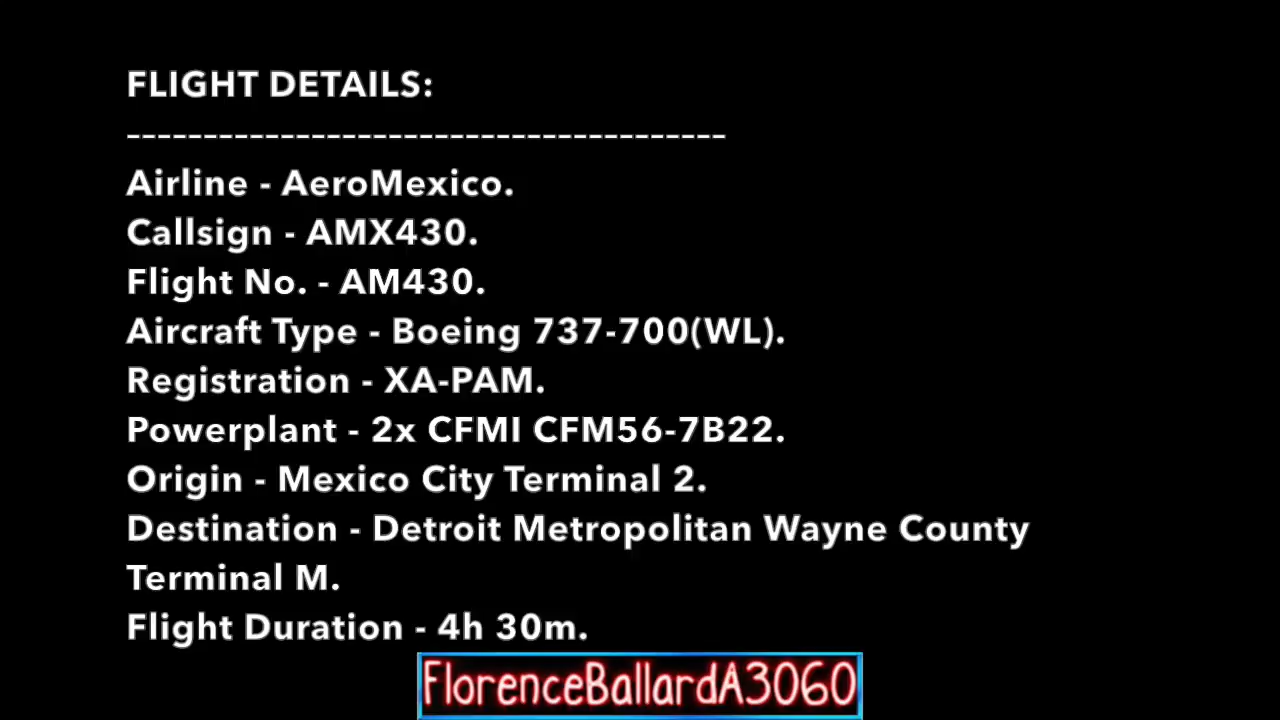 FLIGHT DETAILS:
---------------------------------------
Airline - AeroMexico.
Callsign - AMX430.
Flight No. - AM430.
Aircraft Type - Boeing 737-700(WL).
Registration - XA-PAM.
Powerplant - 2x CFMI CFM56-7B22.
Origin - Mexico City Terminal 2.
Destination - Detroit Metropolitan Wayne County
Terminal M.
Flight Duration - 4h 30m.
FlorenceBallardA3060